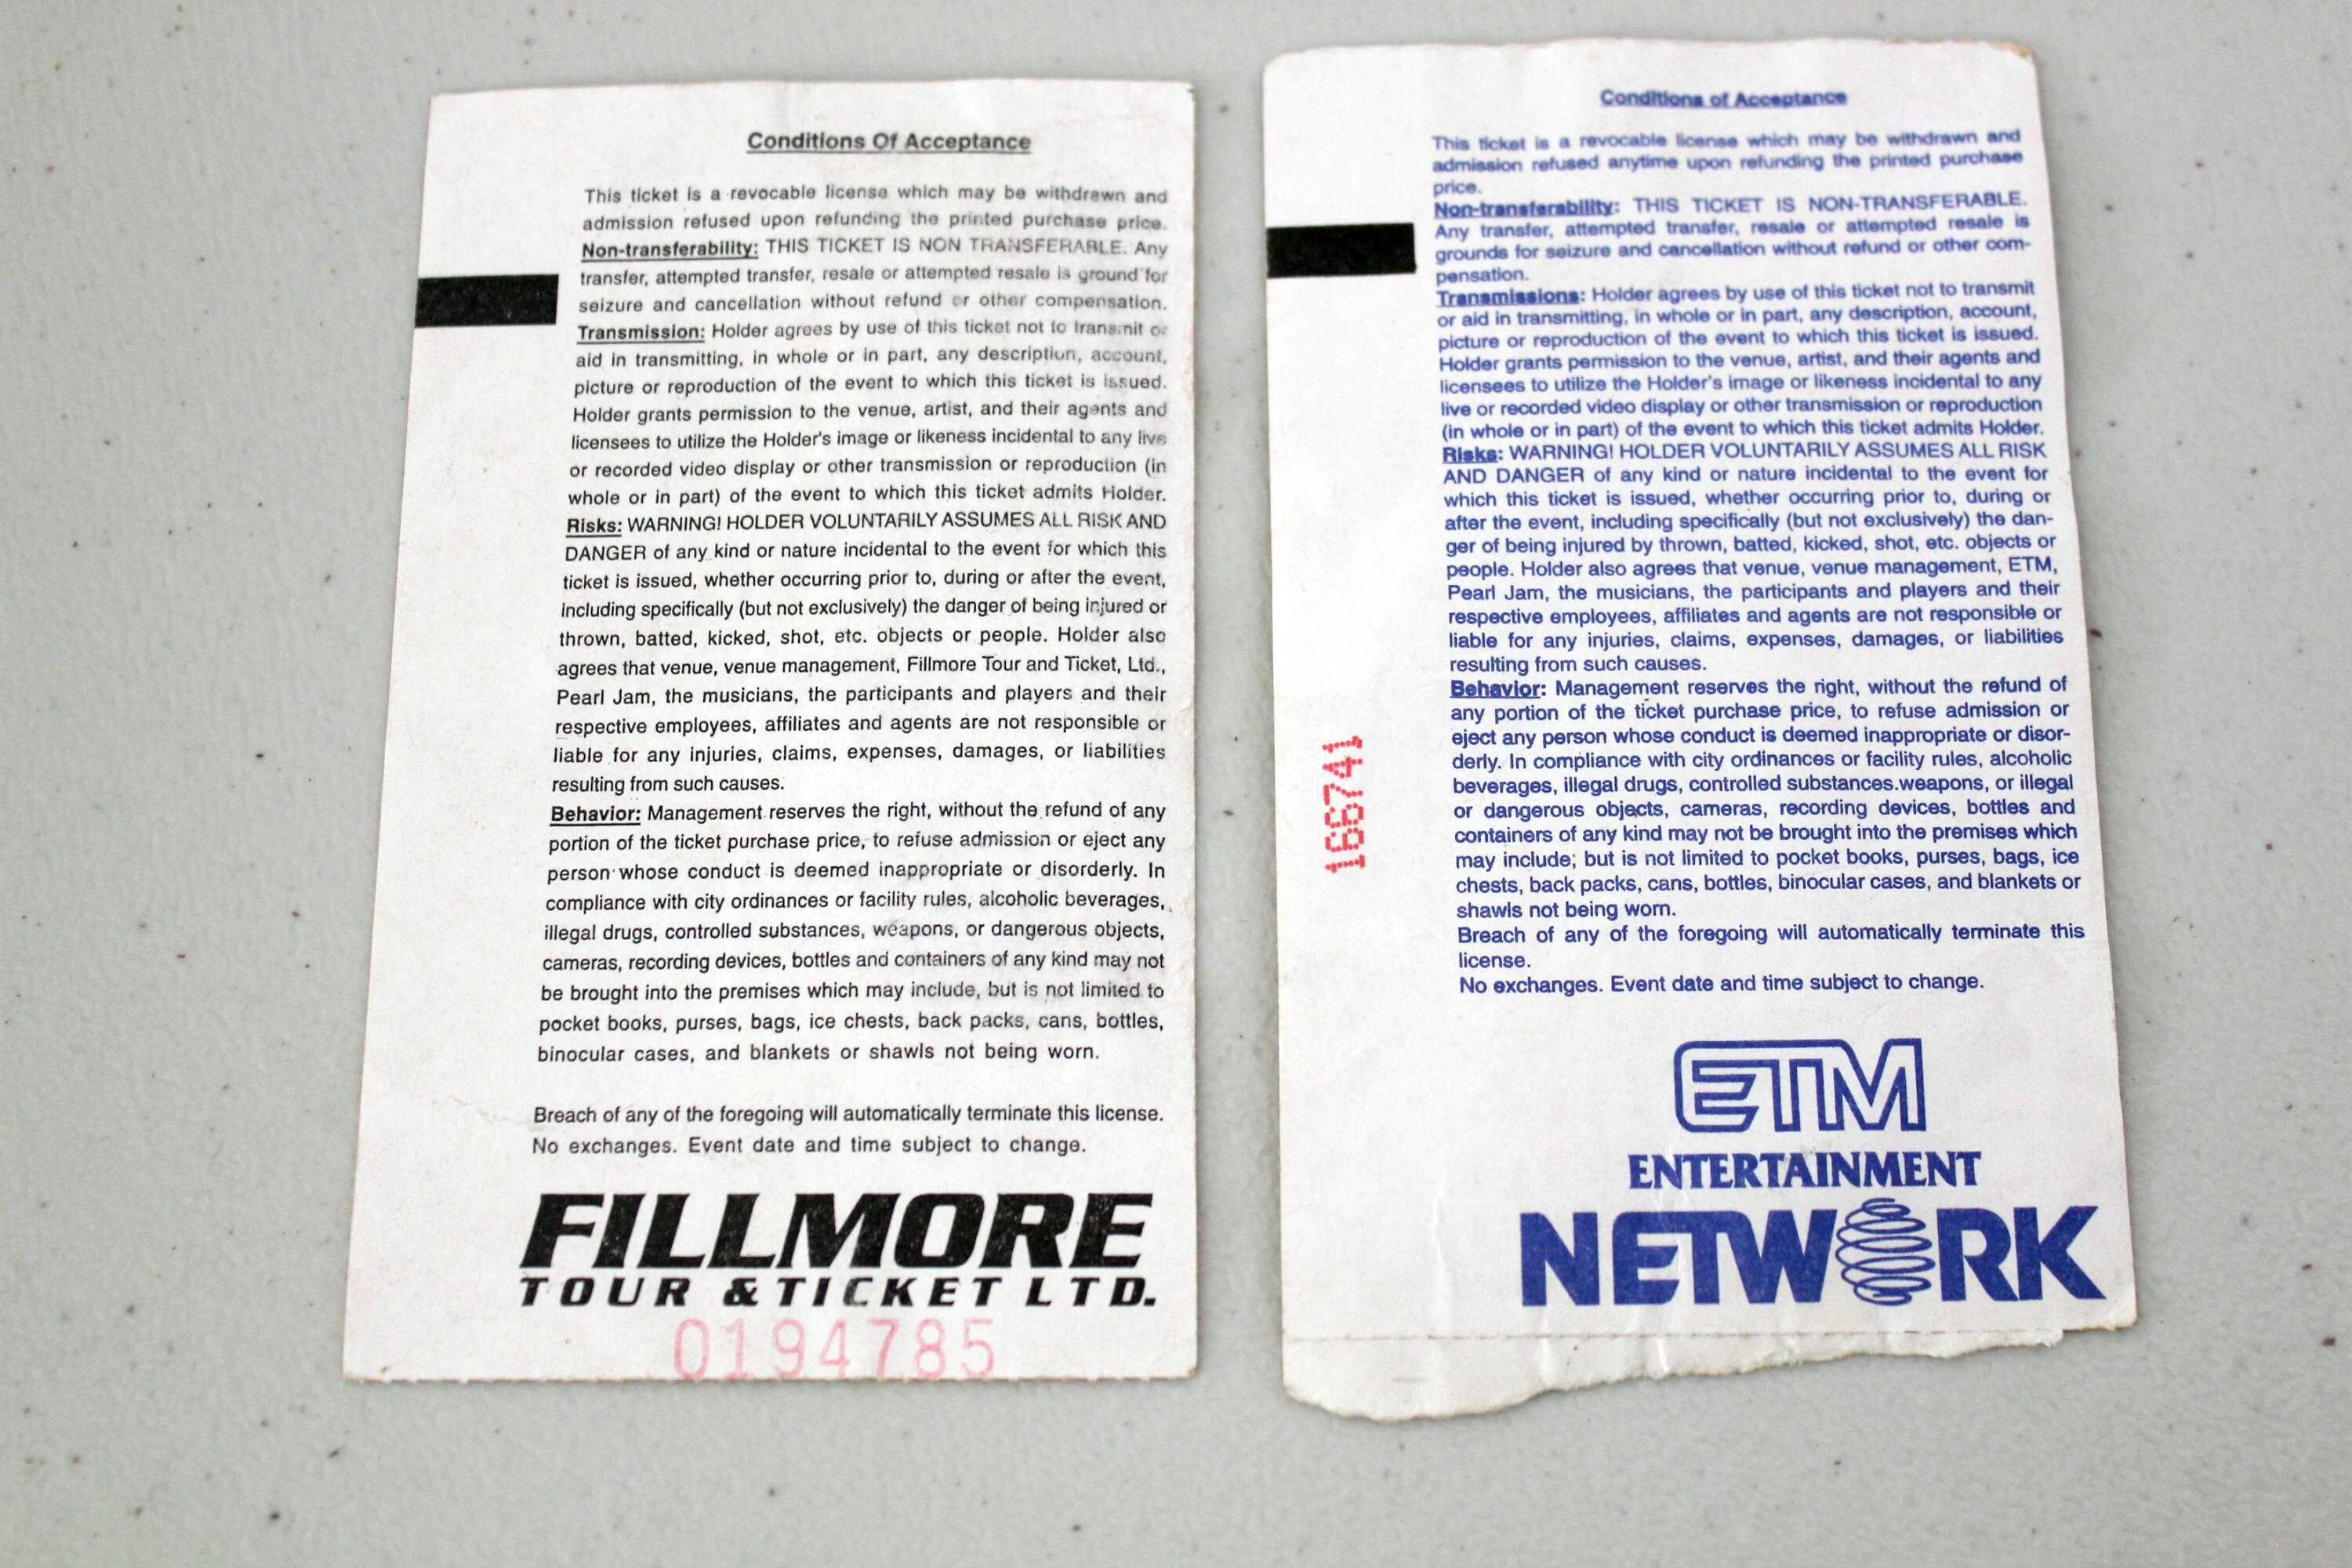 Conditions Of Acceptance
This ticket is a revocable license which may be withdrawn and
admission refused upon refunding the printed purchase price.
Non-transferability: THIS TICKET IS NON TRANSFERABLE. Any
transfer, attempted transfer, resale or attempted resale is ground for
seizure and cancellation without refund or other compensation.
Transmission: Holder agrees by use of this ticket not to transmit or
aid in transmitting, in whole or in part, any description, account,
picture or reproduction of the event to which this ticket is issued.
Holder grants permission to the venue, artist, and their agents and
licensees to utilize the Holder's image or likeness incidental to any live
or recorded video display or other transmission or reproduction (in
whole or in part) of the event to which this ticket admits Holder.
Risks: WARNING! HOLDER VOLUNTARILY ASSUMES ALL RISK AND
DANGER of any kind or nature incidental to the event for which this
ticket is issued, whether occurring prior to, during or after the event,
including specifically (but not exclusively) the danger of being injured or
thrown, batted, kicked, shot, etc. objects or people. Holder also
agrees that venue, venue management, Fillmore Tour and Ticket, Ltd.,
Pearl Jam, the musicians, the participants and players and their
respective employees, affiliates and agents are not responsible or
liable for any injuries, claims, expenses, damages, or liabilities
resulting from such causes.
Behavior: Management reserves the right, without the refund of any
portion of the ticket purchase price, to refuse admission or eject any
person whose conduct is deemed inappropriate or disorderly. In
compliance with city ordinances or facility rules, alcoholic beverages,
illegal drugs, controlled substances, weapons, or dangerous objects,
cameras, recording devices, bottles and containers of any kind may not
be brought into the premises which may include, but is not limited to
pocket books, purses, bags, ice chests, back packs, cans, bottles,
binocular cases, and blankets or shawls not being worn.
Breach of any of the foregoing will automatically terminate this license.
No exchanges. Event date and time subject to change.
FILLMORE
TOUR & TICKET LTD.
0194785
Conditions of Acceptance
This ticket is a revocable license which may be withdrawn and
admission refused anytime upon refunding the printed purchase
price.
Non-transferability: THIS TICKET IS NON-TRANSFERABLE.
Any transfer, attempted transfer, resale or attempted resale is
grounds for seizure and cancellation without refund or other com-
pensation.
Transmissions: Holder agrees by use of this ticket not to transmit
or aid in transmitting, in whole or in part, any description, account,
picture or reproduction of the event to which this ticket is issued.
Holder grants permission to the venue, artist, and their agents and
licensees to utilize the Holder's image or likeness incidental to any
live or recorded video display or other transmission or reproduction
(in whole or in part) of the event to which this ticket admits Holder.
Risks: WARNING! HOLDER VOLUNTARILY ASSUMES ALL RISK
AND DANGER of any kind or nature incidental to the event for
which this ticket is issued, whether occurring prior to, during or
after the event, including specifically (but not exclusively) the dan-
ger of being injured by thrown, batted, kicked, shot, etc. objects or
people. Holder also agrees that venue, venue management, ETM,
Pearl Jam, the musicians, the participants and players and their
respective employees, affiliates and agents are not responsible or
liable for any injuries, claims, expenses, damages, or liabilities
resulting from such causes.
Behavior: Management reserves the right, without the refund of
any portion of the ticket purchase price, to refuse admission or
eject any person whose conduct is deemed inappropriate or disor-
derly. In compliance with city ordinances or facility rules, alcoholic
beverages, illegal drugs, controlled substances.weapons, or illegal
or dangerous objects, cameras, recording devices, bottles and
containers of any kind may not be brought into the premises which
may include; but is not limited to pocket books, purses, bags, ice
chests, back packs, cans, bottles, binocular cases, and blankets or
shawls not being worn.
Breach of any of the foregoing will automatically terminate this
license.
No exchanges. Event date and time subject to change.
166741
ETM
ENTERTAINMENT
NETWORK